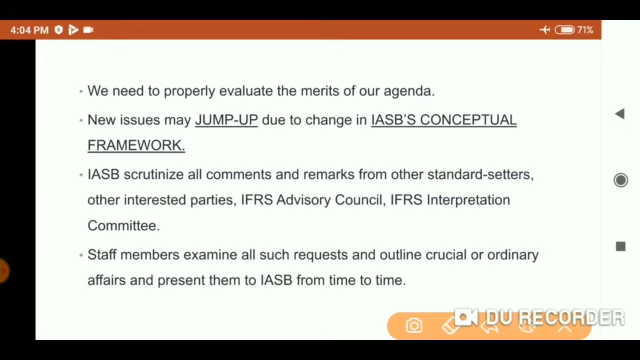 4:04 PM
71%
We need to properly evaluate the merits of our agenda.
New issues may JUMP-UP due to change in IASB'S CONCEPTUAL
FRAMEWORK.
IASB scrutinize all comments and remarks from other standard-setters,
other interested parties, IFRS Advisory Council, IFRS Interpretation
Committee.
Staff members examine all such requests and outline crucial or ordinary
affairs and present them to IASB from time to time.
DU RECORDER